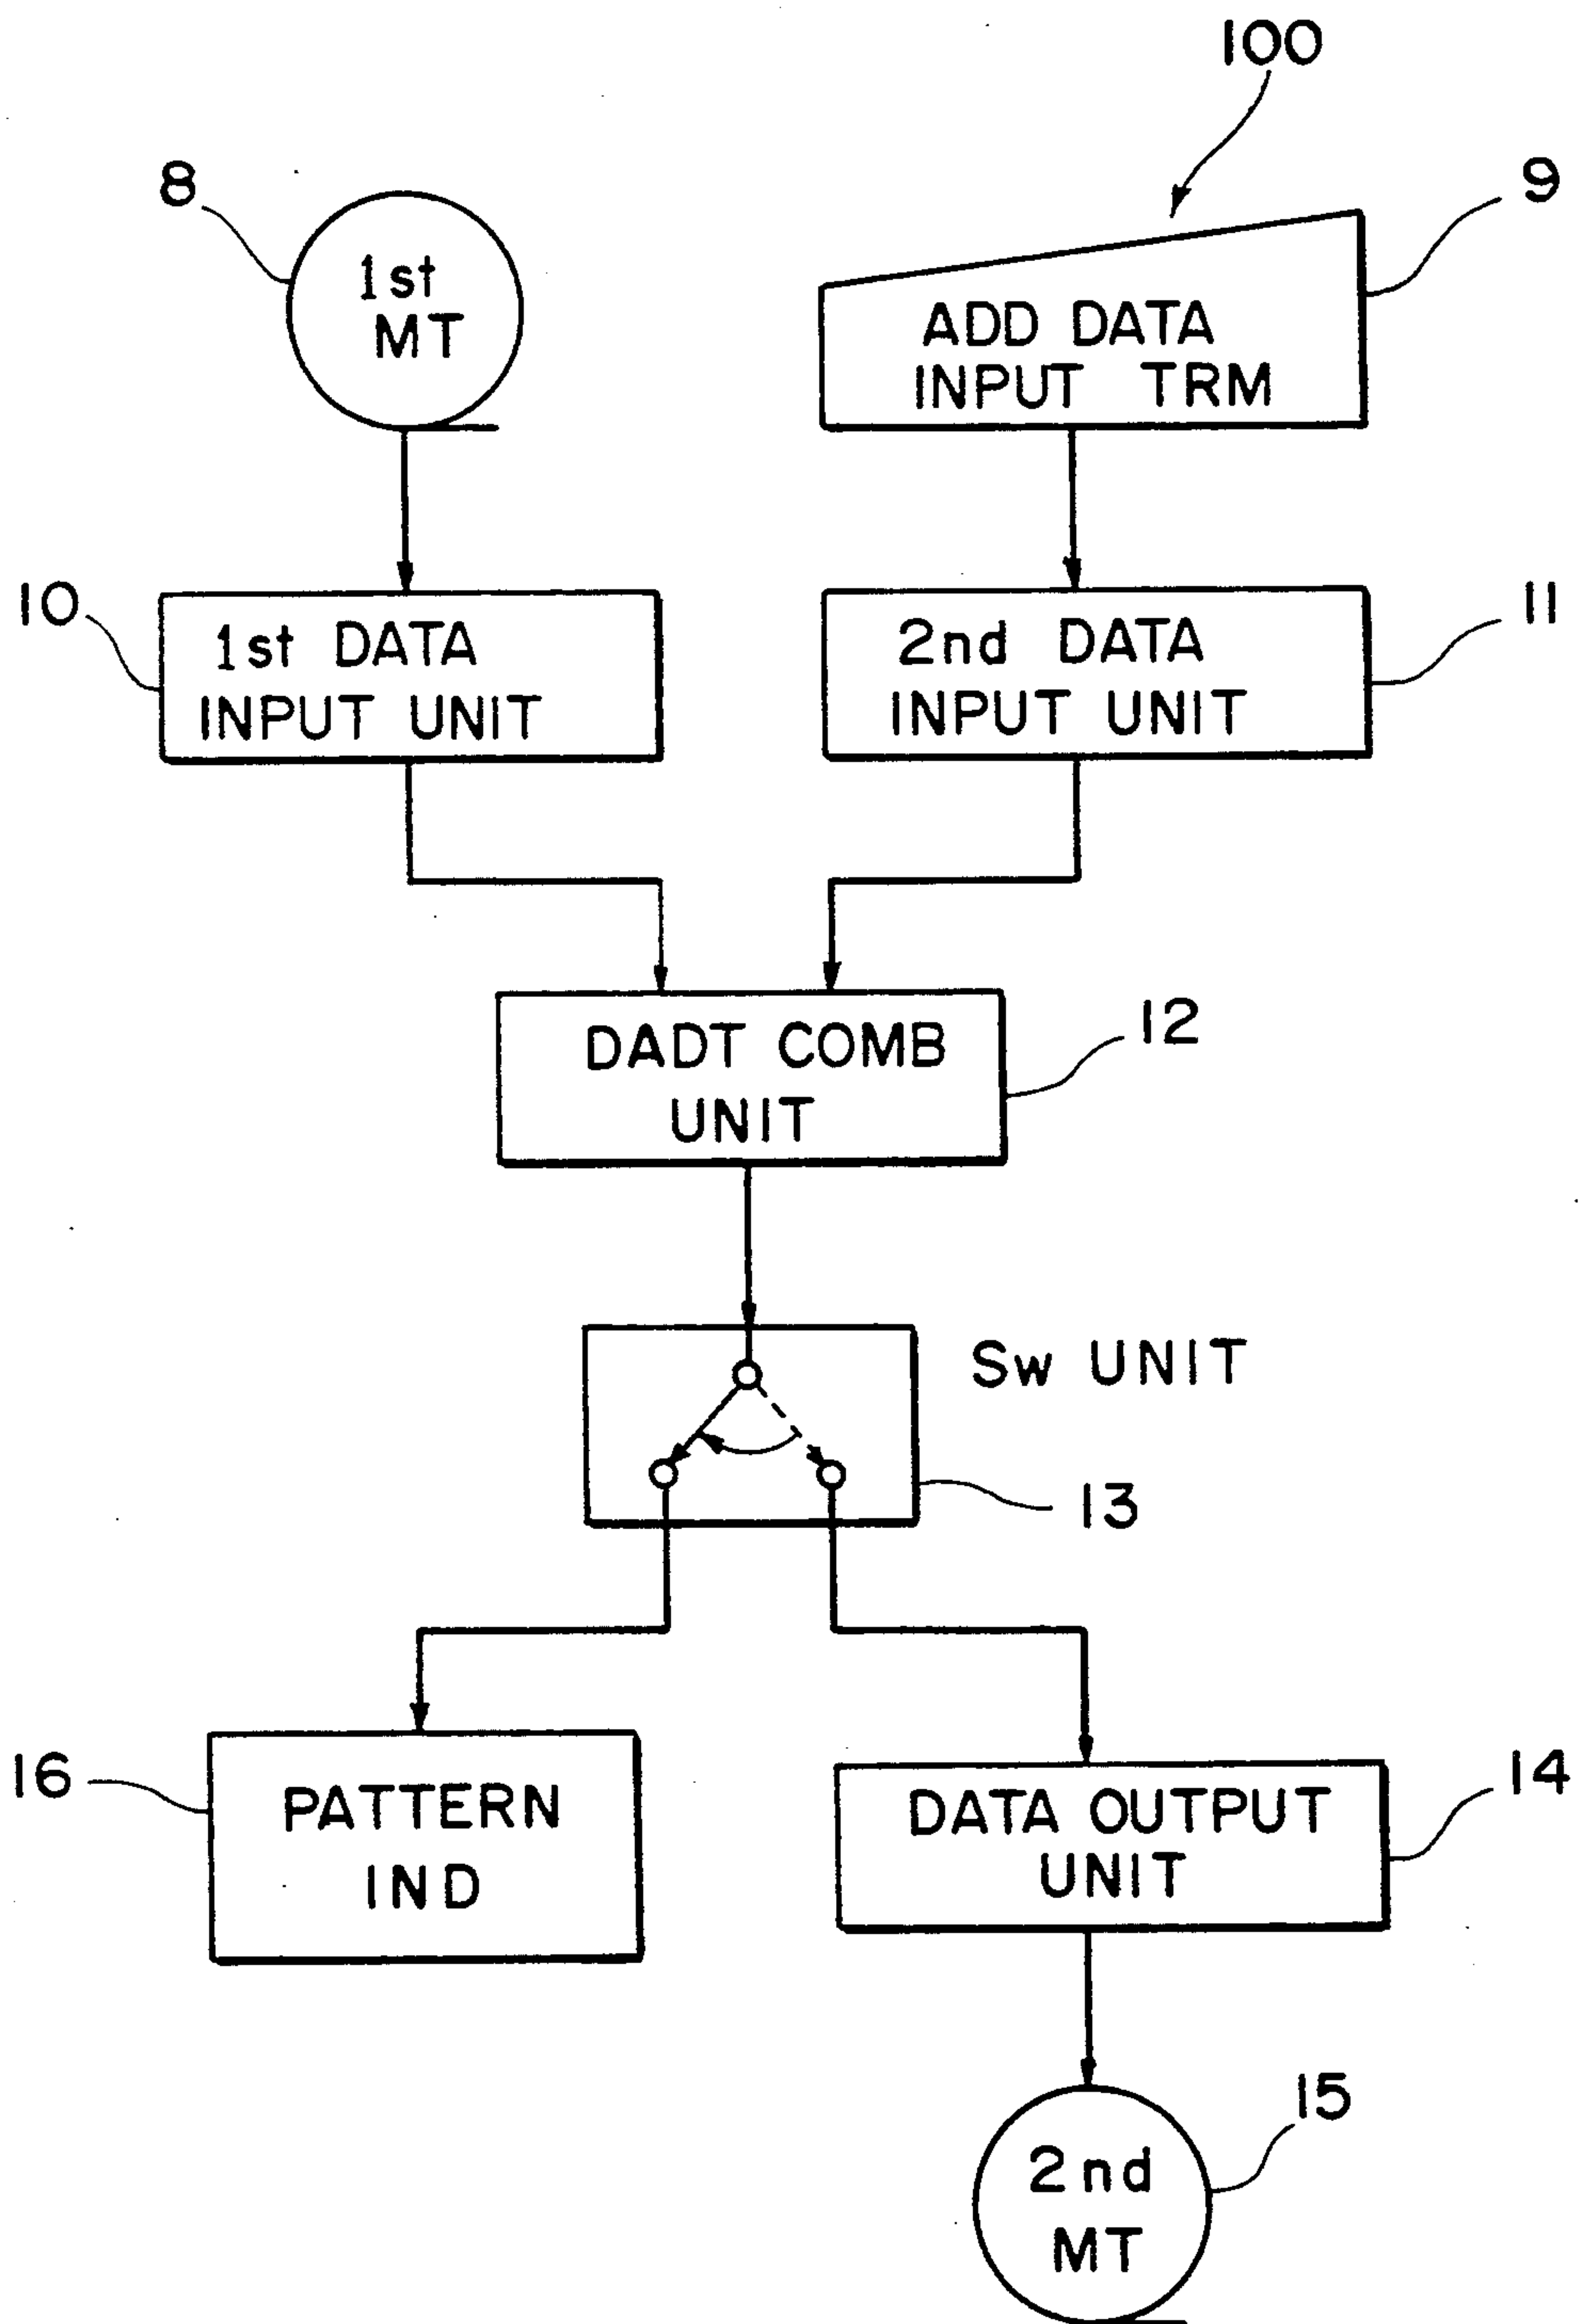 100
8
9
1st
MT
ADD DATA
INPUT TRM
10
11
1st DATA
INPUT UNIT
2nd DATA
INPUT UNIT
12
DADT COMB
UNIT
Sw UNIT
13
16
14
PATTERN
IND
DATA OUTPUT
UNIT
15
2nd
MT